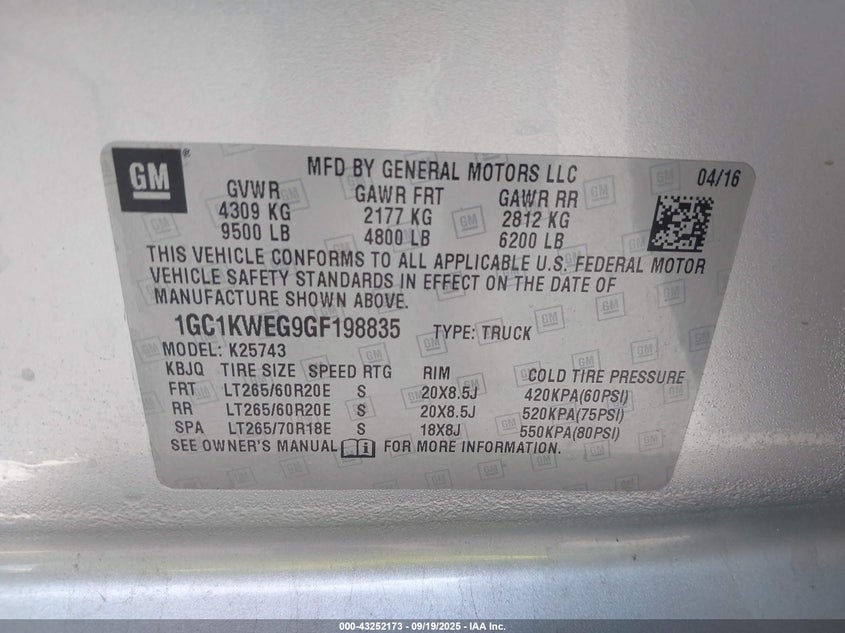 GM®
MFD BY GENERAL MOTORS LLC 04/16
GVWR GAWR FRT GAWR RR
4309 KG 2177 KG 2812 KG
9500 LB 4800 LB 6200 LB
THIS VEHICLE CONFORMS TO ALL APPLICABLE U.S. FEDERAL MOTOR
VEHICLE SAFETY STANDARDS IN EFFECT ON THE DATE OF
MANUFACTURE SHOWN ABOVE.
1GC1KWEG9GF198835 TYPE: TRUCK
MODEL: K25743
KBJQ TIRE SIZE SPEED RTG RIM COLD TIRE PRESSURE
FRT LT265/60R20E S 20X8.5J 420KPA(60PSI)
RR LT265/60R20E S 20X8.5J 520KPA(75PSI)
SPA LT265/70R18E S 18X8J 550KPA(80PSI)
SEE OWNER'S MANUAL FOR MORE INFORMATION.
000-43252173 - 09/19/2025 - IAA Inc.